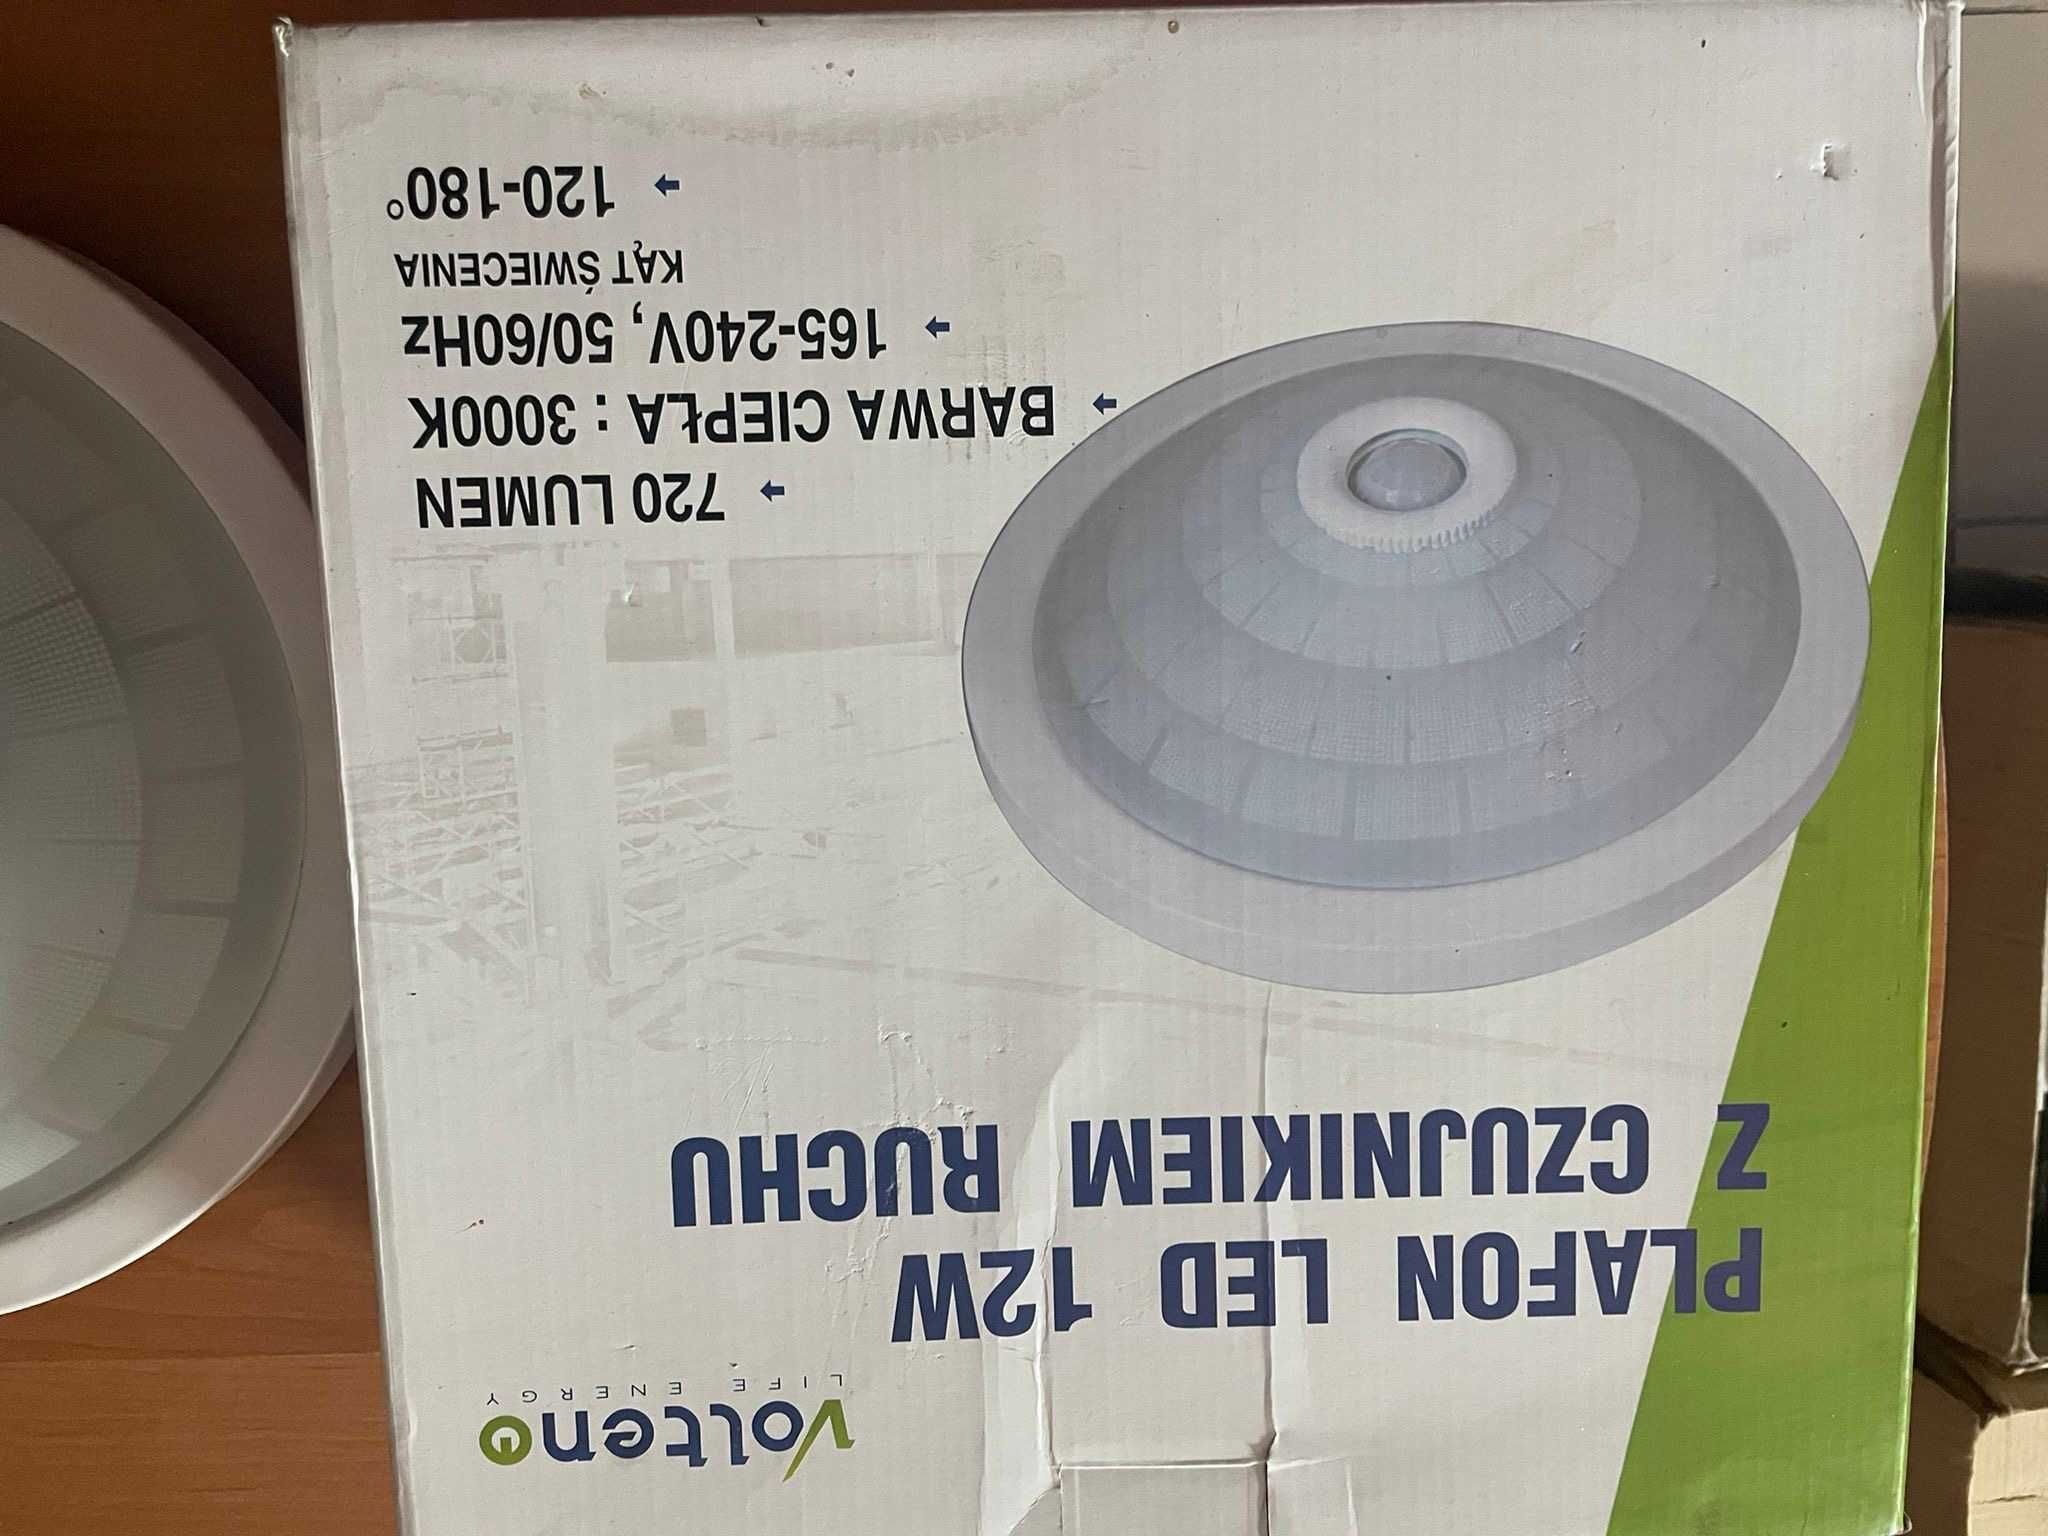 Volteno
LIFE ENERGY
PLAFON LED 12W
Z CZUJNIKIEM RUCHU
720 LUMEN
BARWA CIEPŁA : 3000K
165-240V, 50/60Hz
KĄT ŚWIECENIA
120-180°